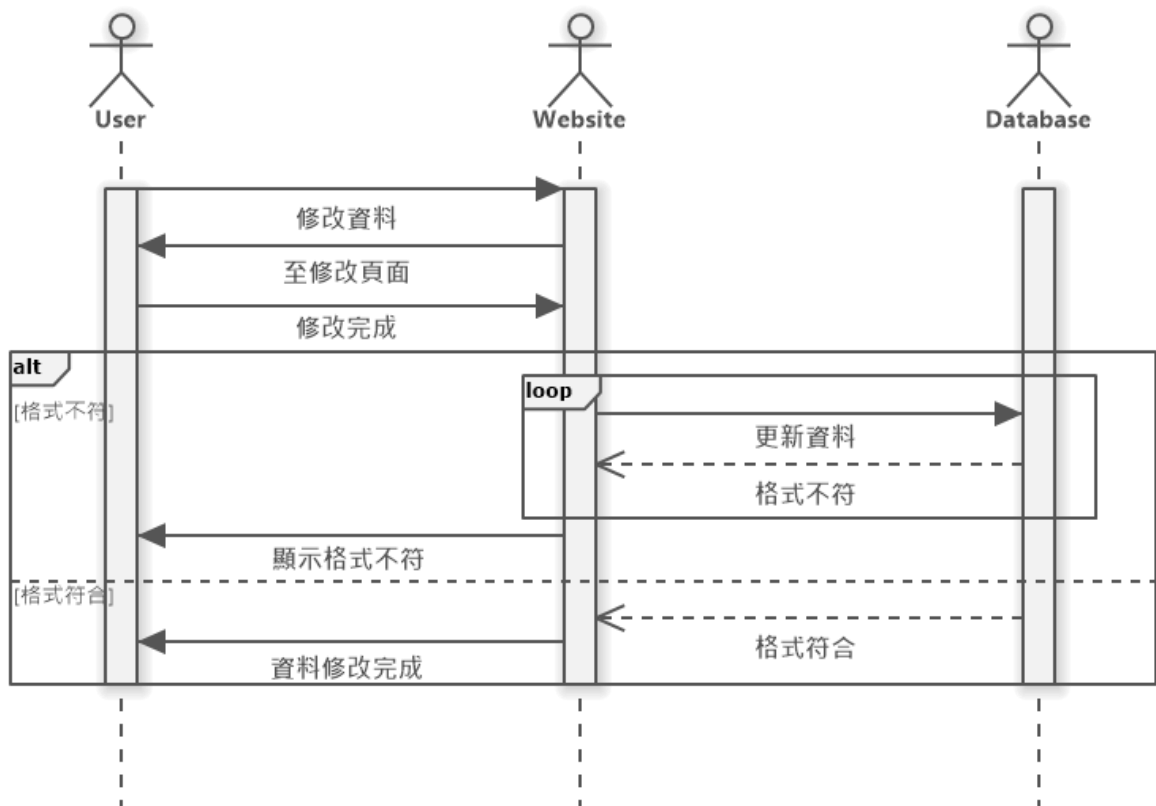 User
Website
Database
修改資料
至修改頁面
修改完成
alt
loop
[格式不符]
更新資料
格式不符
顯示格式不符
[格式符合]
格式符合
資料修改完成